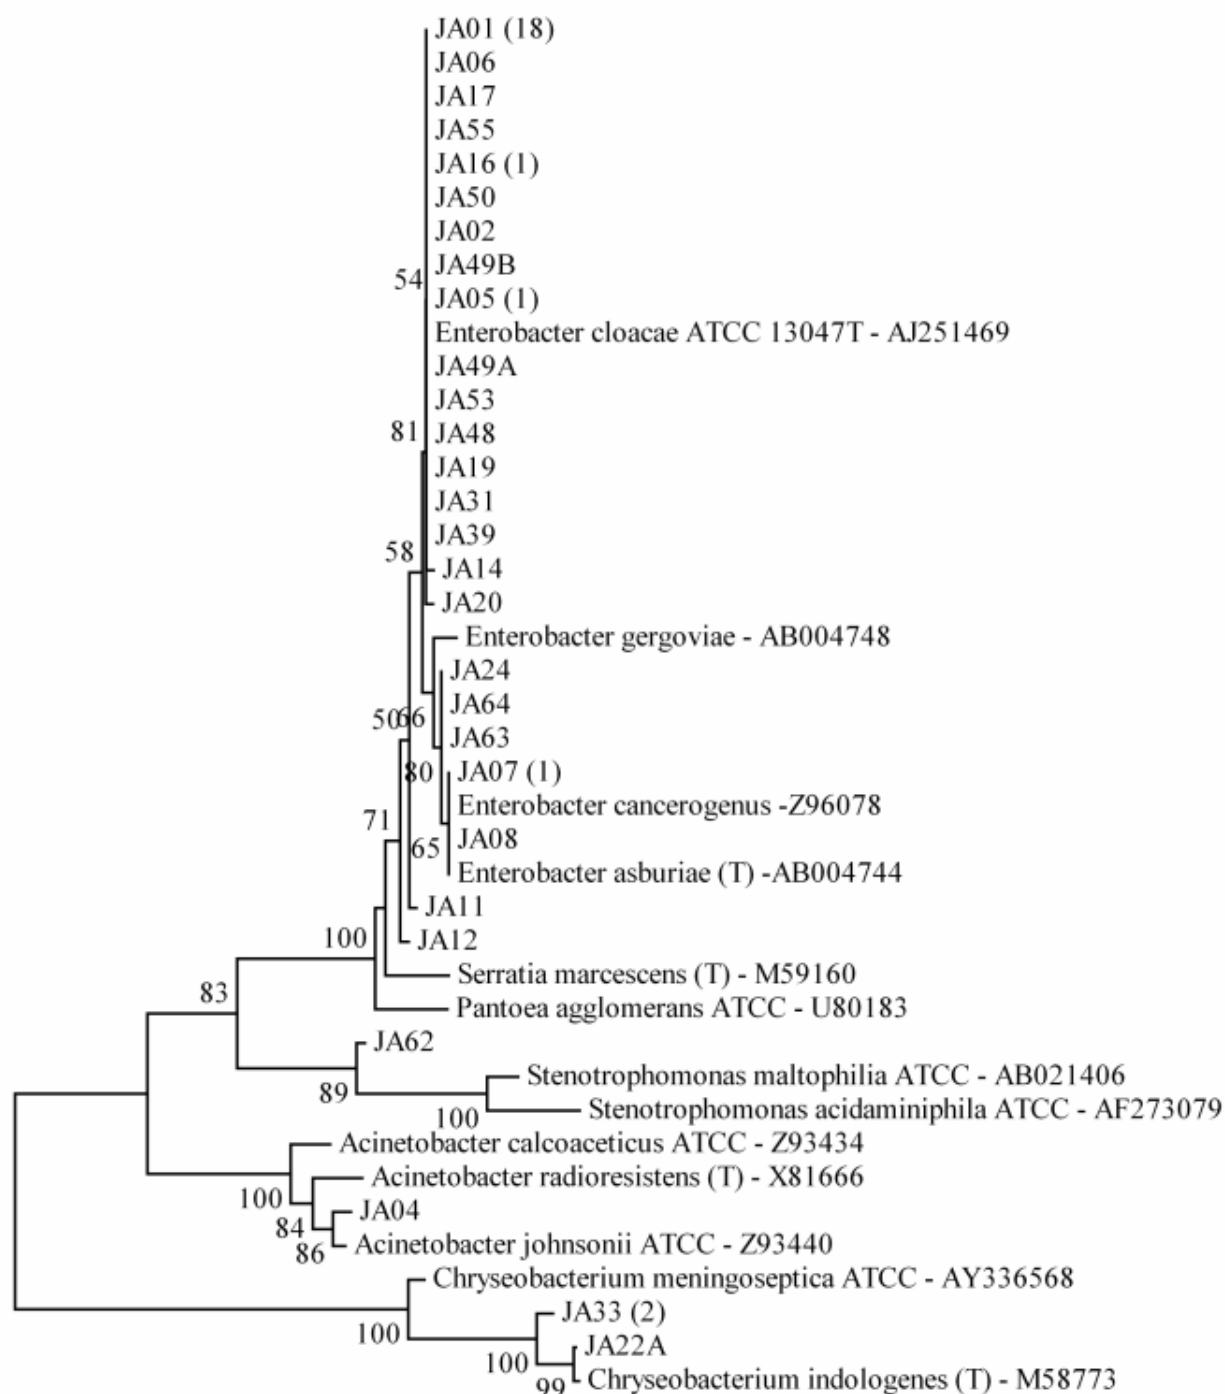 JA01 (18)
JA06
JA17
JA55
JA16 (1)
JA50
JA02
JA49B
54
JA05 (1)
Enterobacter cloacae ATCC 13047T - AJ251469
JA49A
JA53
81
JA48
JA19
JA31
JA39
58
JA14
JA20
Enterobacter gergoviae - AB004748
JA24
JA64
50
66
JA63
80
JA07 (1)
Enterobacter cancerogenus -Z96078
71
JA08
65
Enterobacter asburiae (T) -AB004744
JA11
100
JA12
Serratia marcescens (T) - M59160
83
Pantoea agglomerans ATCC - U80183
JA62
Stenotrophomonas maltophilia ATCC - AB021406
89
100
Stenotrophomonas acidaminiphila ATCC - AF273079
Acinetobacter calcoaceticus ATCC - Z93434
Acinetobacter radioresistens (T) - X81666
100
JA04
84
86
Acinetobacter johnsonii ATCC - Z93440
Chryseobacterium meningoseptica ATCC - AY336568
JA33 (2)
100
JA22A
100
Chryseobacterium indologenes (T) - M58773
99